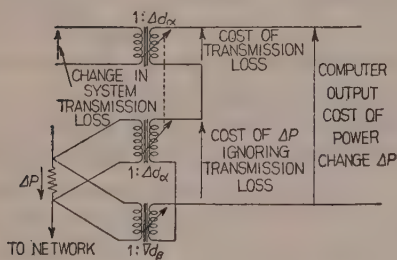 1:Δdα
COST OF
TRANSMISSION
LOSS
CHANGE IN
SYSTEM
TRANSMISSION
LOSS
COMPUTER
OUTPUT
COST OF
POWER
CHANGE ΔP
COST OF ΔP
IGNORING
TRANSMISSION
LOSS
ΔP
1:Δdα
TO NETWORK
1:∇dβ